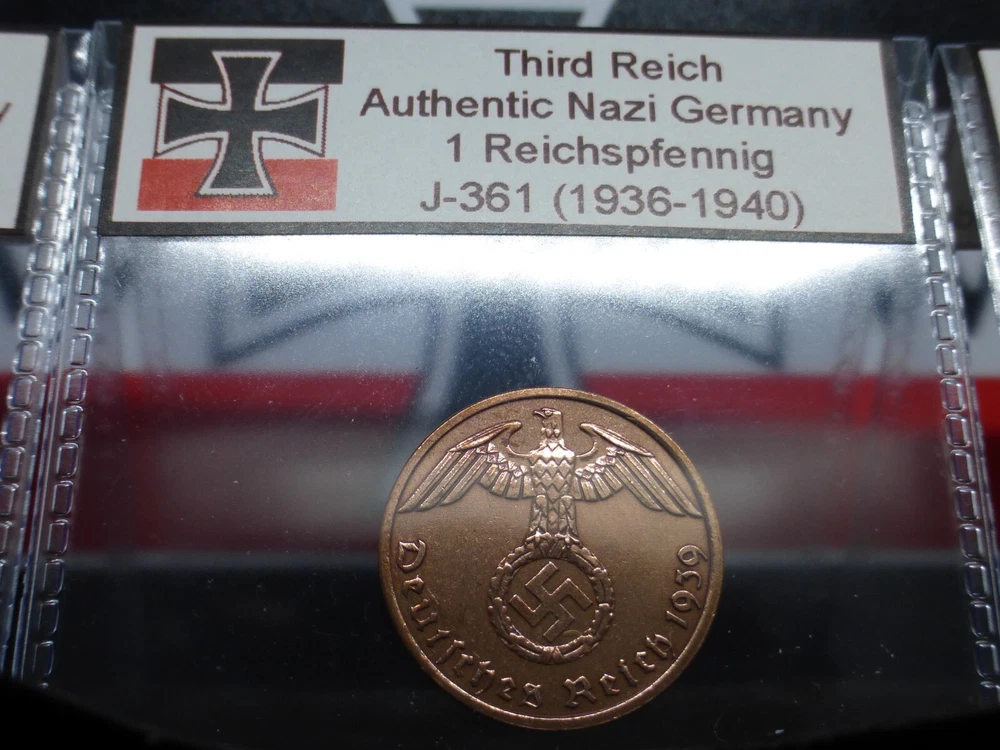 Third Reich
Authentic Nazi Germany
1 Reichspfennig
J-361 (1936-1940)
Deutsches Reich 1939